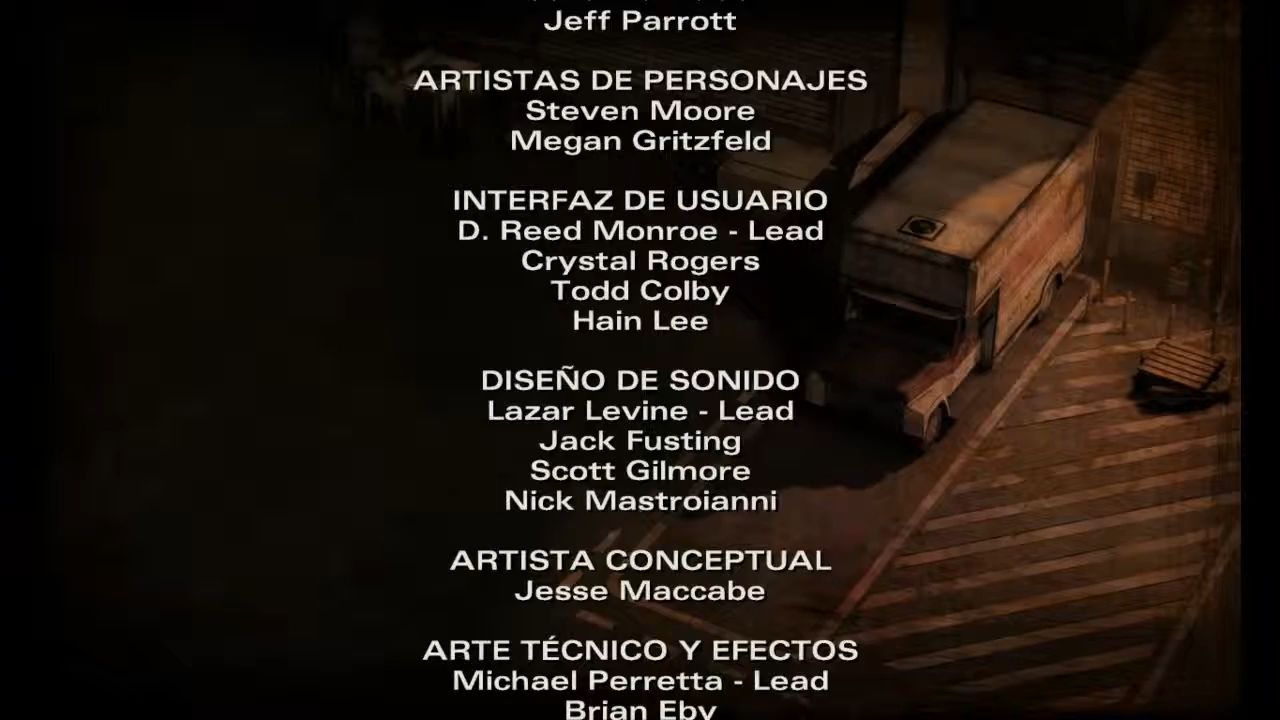 Jeff Parrott
ARTISTAS DE PERSONAJES
Steven Moore
Megan Gritzfeld
INTERFAZ DE USUARIO
D. Reed Monroe - Lead
Crystal Rogers
Todd Colby
Hain Lee
DISEÑO DE SONIDO
Lazar Levine - Lead
Jack Fusting
Scott Gilmore
Nick Mastroianni
ARTISTA CONCEPTUAL
Jesse Maccabe
ARTE TÉCNICO Y EFECTOS
Michael Perretta - Lead
Brian Eby